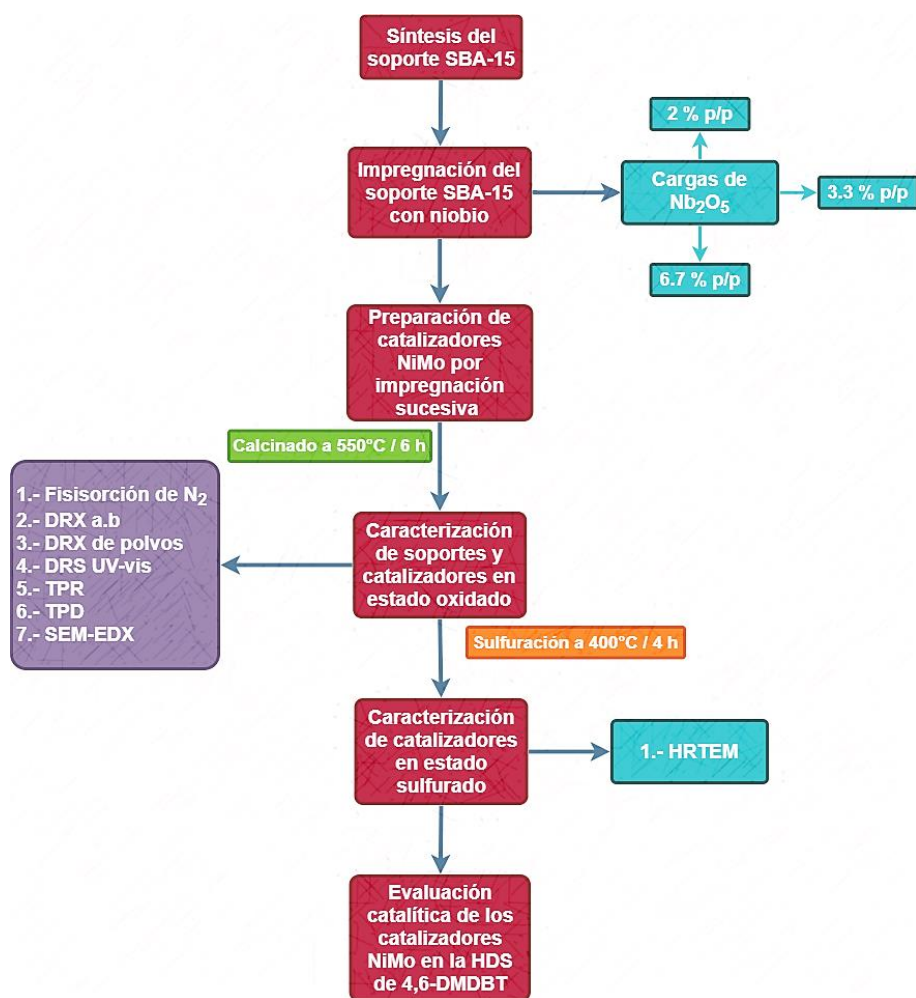 Síntesis del
soporte SBA-15
2 % p/p
Impregnación del
soporte SBA-15
con niobio
Cargas de
Nb₂O₅
3.3 % p/p
6.7 % p/p
Preparación de
catalizadores
NiMo por
impregnación
sucesiva
Calcinado a 550°C / 6 h
1.- Fisisorción de N₂
2.- DRX a.b
3.- DRX de polvos
4.- DRS UV-vis
5.- TPR
6.- TPD
7.- SEM-EDX
Caracterización
de soportes y
catalizadores en
estado oxidado
Sulfuración a 400°C / 4 h
Caracterización
de catalizadores
en estado
sulfurado
1.- HRTEM
Evaluación
catalítica de los
catalizadores
NiMo en la HDS
de 4,6-DMDBT